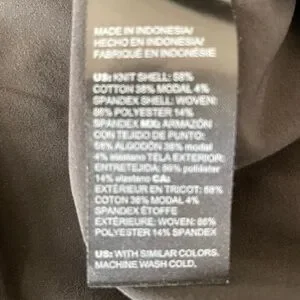 MADE IN INDONESIA/
HECHO EN INDONESIA/
FABRIQUÉ EN INDONÉSIE
US: KNIT SHELL: 58%
COTTON 38% MODAL 4%
SPANDEX SHELL: WOVEN:
86% POLYESTER 14%
SPANDEX MX: ARMAZÓN
CON TEJIDO DE PUNTO:
58% ALGODÓN 38% modal
4% elastano TELA EXTERIOR:
ENTRETEJIDA: 86% poliéster
14% elastano CA:
EXTÉRIEUR EN TRICOT: 58%
COTON 38% MODAL 4%
SPANDEX ÉTOFFE
EXTÉRIEURE: WOVEN: 86%
POLYESTER 14% SPANDEX
US: WITH SIMILAR COLORS.
MACHINE WASH COLD.